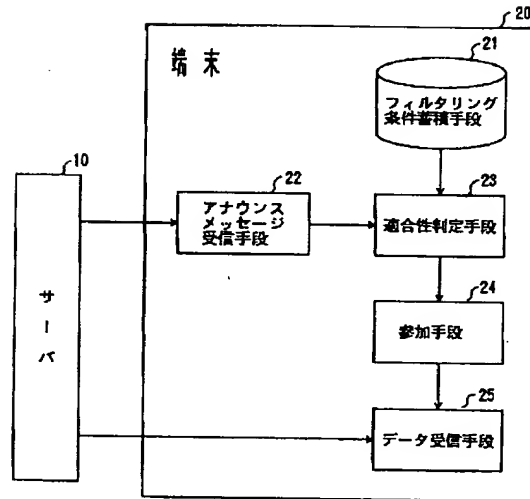 20
端末
21
フィルタリング
条件蓄積手段
10
22
アナウンス
メッセージ
受信手段
23
適合性判定手段
サーバ
24
参加手段
25
データ受信手段